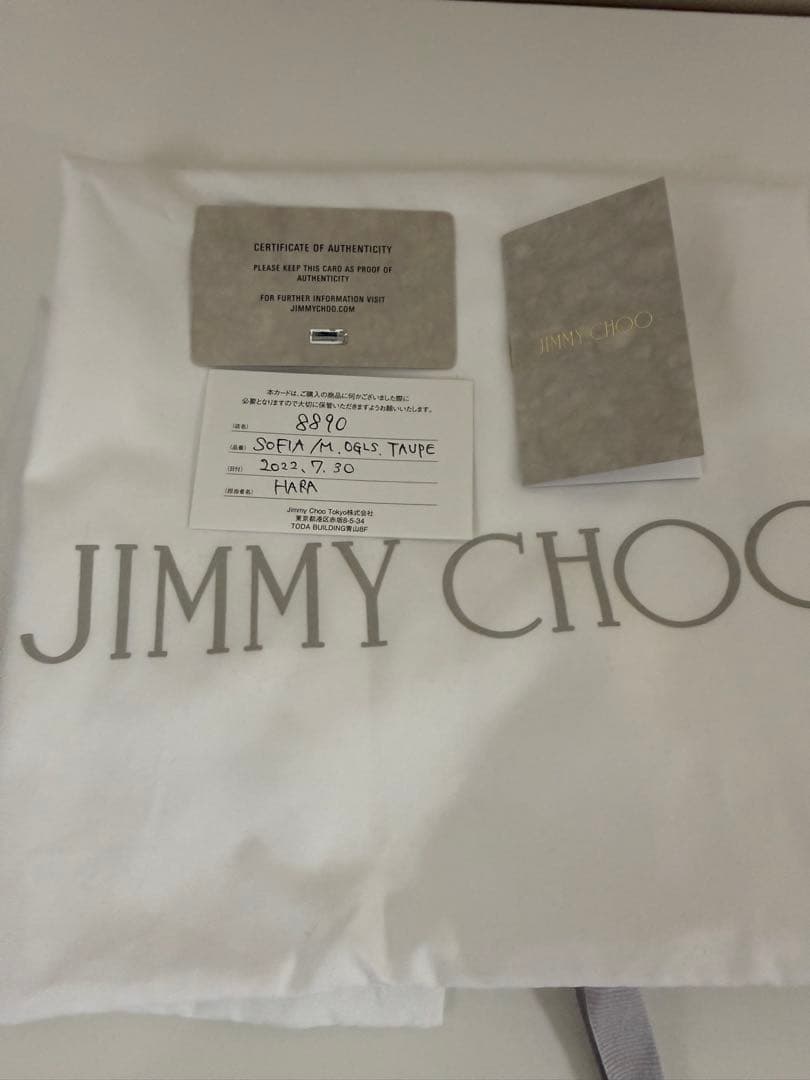 CERTIFICATE OF AUTHENTICITY
PLEASE KEEP THIS CARD AS PROOF OF
AUTHENTICITY
FOR FURTHER INFORMATION VISIT
JIMMYCHOO.COM
JIMMY CHOO
本カードは、ご購入の商品に何かございました際に
必要となりますので大切に保管いただきますようお願いいたします。
(店名) 8890
(品番) SOFIA/M.OGLS.TAUPE
(日付) 2022.7.30
(担当者名) HARA
Jimmy Choo Tokyo株式会社
東京都港区赤坂8-5-34
TODA BUILDING青山8F
JIMMY CHOO